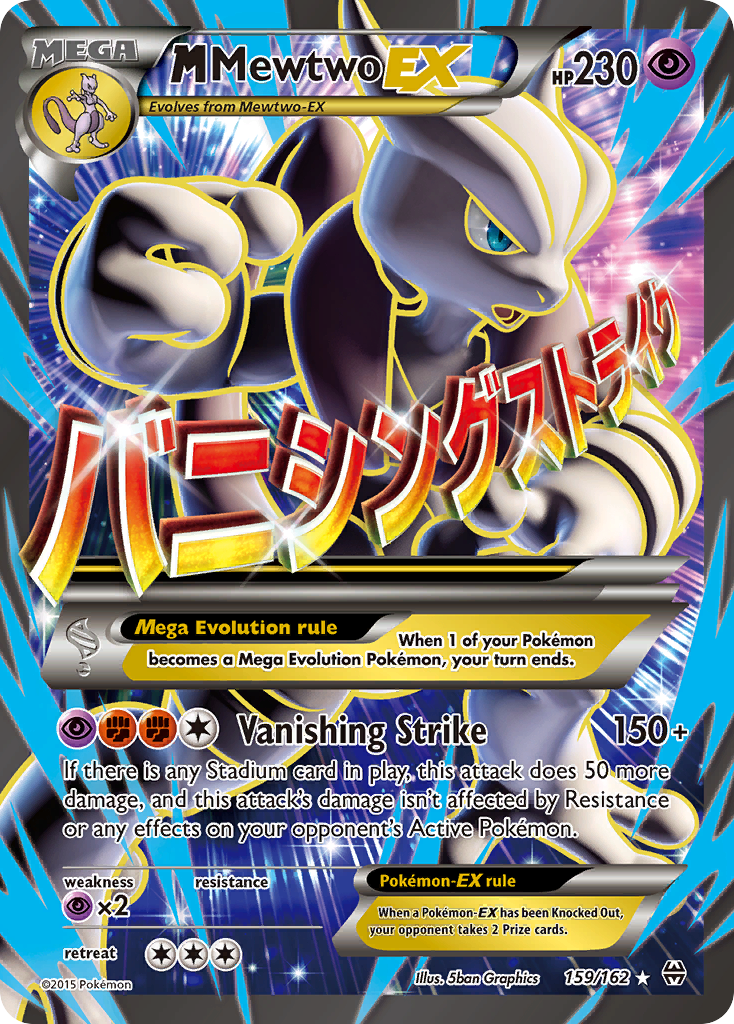 MEGA
M Mewtwo EX
HP230
Evolves from Mewtwo-EX
バニシングストライク
Mega Evolution rule
When 1 of your Pokémon
becomes a Mega Evolution Pokémon, your turn ends.
Vanishing Strike 150+
If there is any Stadium card in play, this attack does 50 more
damage, and this attack's damage isn't affected by Resistance
or any effects on your opponent's Active Pokémon.
weakness resistance
×2
retreat
Pokémon-EX rule
When a Pokémon-EX has been Knocked Out,
your opponent takes 2 Prize cards.
©2015 Pokémon
Illus. 5ban Graphics 159/162 ★